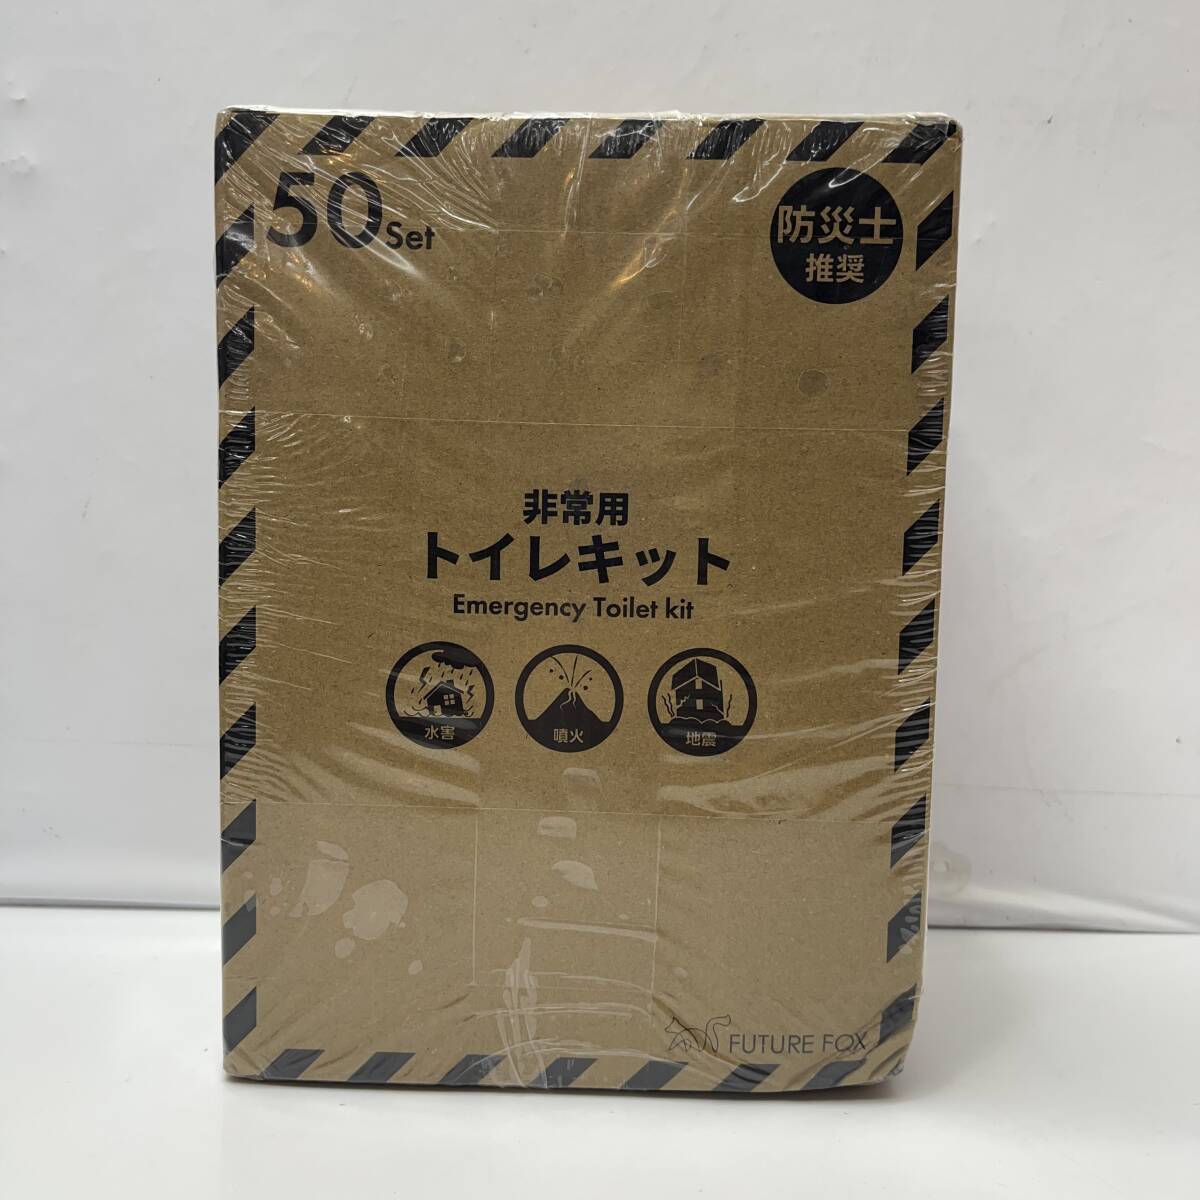 50 Set
防災士
推奨
非常用
トイレキット
Emergency Toilet kit
水害
噴火
地震
FUTURE FOX